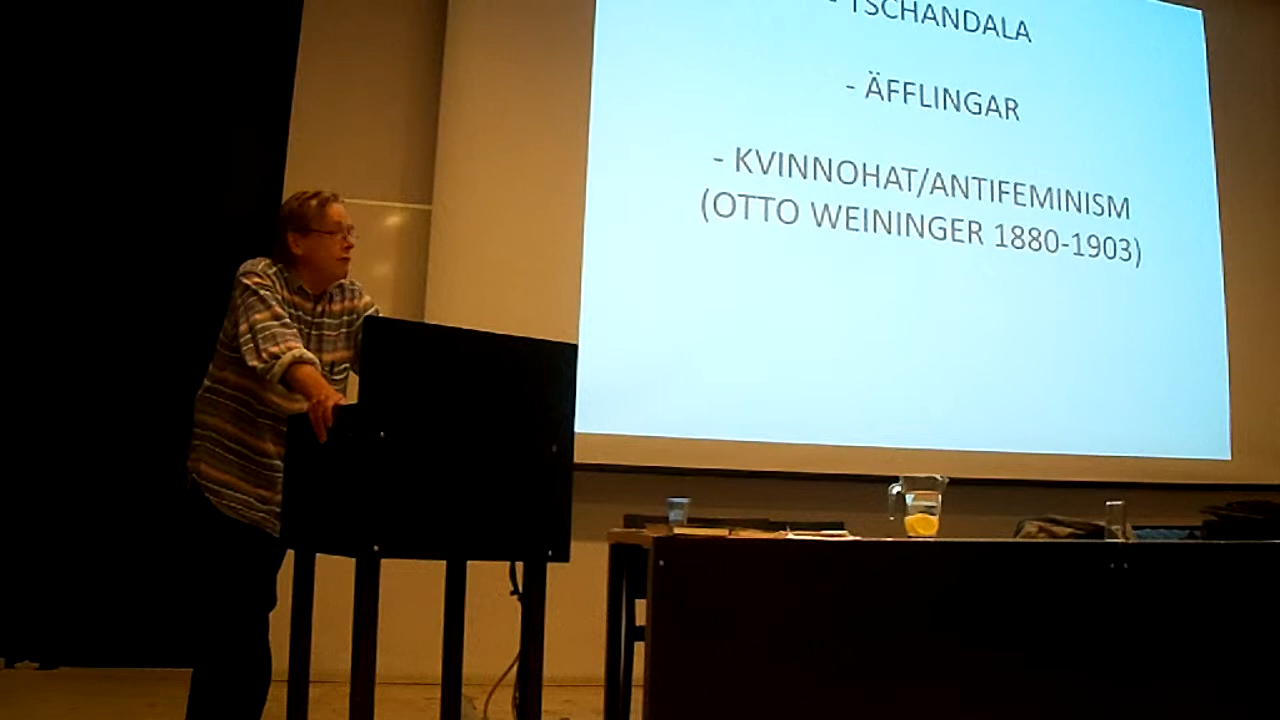 - TSCHANDALA
- ÄFFLINGAR
- KVINNOHAT/ANTIFEMINISM
(OTTO WEININGER 1880-1903)